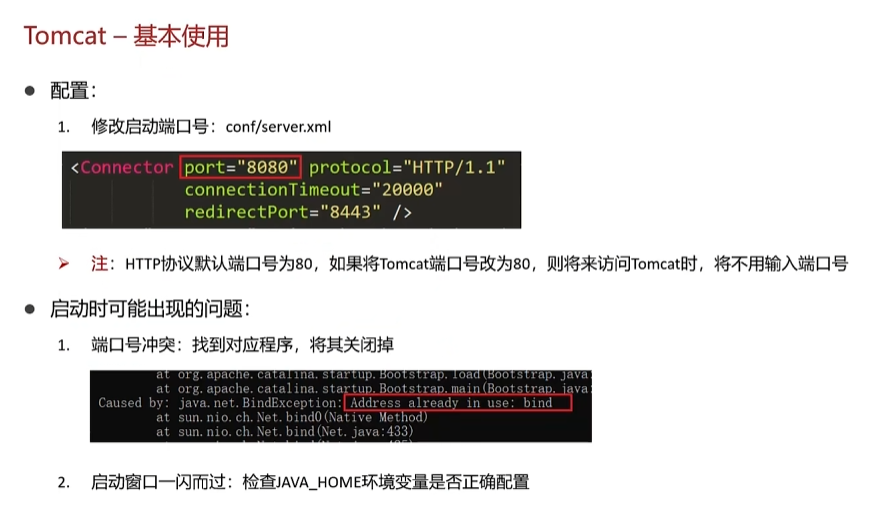 Tomcat – 基本使用
● 配置：
1. 修改启动端口号：conf/server.xml
<Connector port="8080" protocol="HTTP/1.1"
connectionTimeout="20000"
redirectPort="8443" />
➢ 注：HTTP协议默认端口号为80，如果将Tomcat端口号改为80，则将来访问Tomcat时，将不用输入端口号
● 启动时可能出现的问题：
1. 端口号冲突：找到对应程序，将其关闭掉
at org.apache.catalina.startup.Bootstrap.load(Bootstrap.java:
at org.apache.catalina.startup.Bootstrap.main(Bootstrap.java:
Caused by: java.net.BindException: Address already in use: bind
at sun.nio.ch.Net.bind0(Native Method)
at sun.nio.ch.Net.bind(Net.java:433)
2. 启动窗口一闪而过：检查JAVA_HOME环境变量是否正确配置